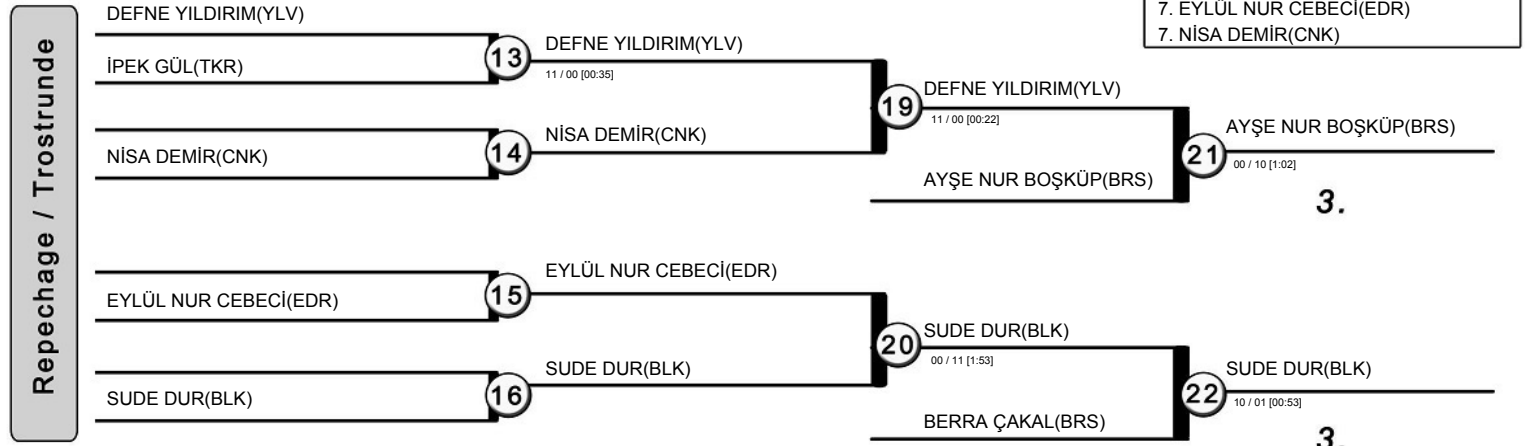 7. EYLÜL NUR CEBECİ(EDR)
7. NİSA DEMİR(CNK)
Repechage / Trostrunde
DEFNE YILDIRIM(YLV)
İPEK GÜL(TKR)
13
DEFNE YILDIRIM(YLV)
11 / 00 [00:35]
NİSA DEMİR(CNK)
14
NİSA DEMİR(CNK)
19
DEFNE YILDIRIM(YLV)
11 / 00 [00:22]
AYŞE NUR BOŞKÜP(BRS)
21
AYŞE NUR BOŞKÜP(BRS)
00 / 10 [1:02]
3.
EYLÜL NUR CEBECİ(EDR)
15
EYLÜL NUR CEBECİ(EDR)
SUDE DUR(BLK)
16
SUDE DUR(BLK)
20
SUDE DUR(BLK)
00 / 11 [1:53]
BERRA ÇAKAL(BRS)
22
SUDE DUR(BLK)
10 / 01 [00:53]
3.